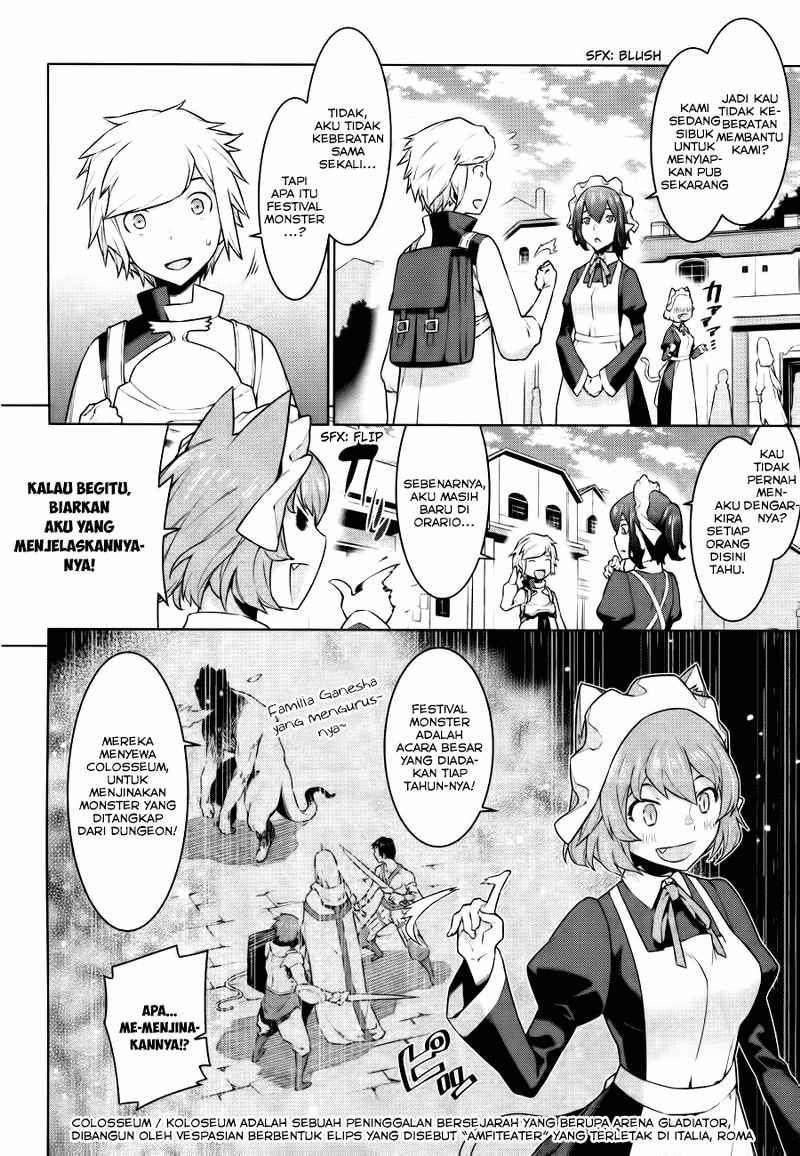 SFX: BLUSH
JADI KAU
TIDAK KE-
BERATAN
MEMBANTU
KAMI?
KAMI
SEDANG
SIBUK
UNTUK
MENYIAP
KAN PUB
SEKARANG
TIDAK,
AKU TIDAK
KEBERATAN
SAMA
SEKALI...
TAPI
APA ITU
FESTIVAL
MONSTER
....?
KAU
TIDAK
PERNAH
MEN-
DENGAR-
NYA?
AKU
KIRA
SETIAP
ORANG
DISINI
TAHU.
SEBENARNYA,
AKU MASIH
BARU DI
ORARIO...
SFX: FLIP
KALAU BEGITU,
BIARKAN
AKU YANG
MENJELASKANNYA-
NYA!
FESTIVAL
MONSTER
ADALAH
ACARA BESAR
YANG DIADA-
KAN TIAP
TAHUN-NYA!
Familia Ganesha
yang mengurus-
nya~
MEREKA
MENYEWA
COLOSSEUM,
UNTUK
MENJINAKAN
MONSTER YANG
DITANGKAP
DARI DUNGEON!
APA...
ME-MENJINA-
KANNYA!?
COLOSSEUM / KOLOSEUM ADALAH SEBUAH PENINGGALAN BERSEJARAH YANG BERUPA ARENA GLADIATOR,
DIBANGUN OLEH VESPASIAN BERBENTUK ELIPS YANG DISEBUT "AMFITEATER" YANG TERLETAK DI ITALIA, ROMA